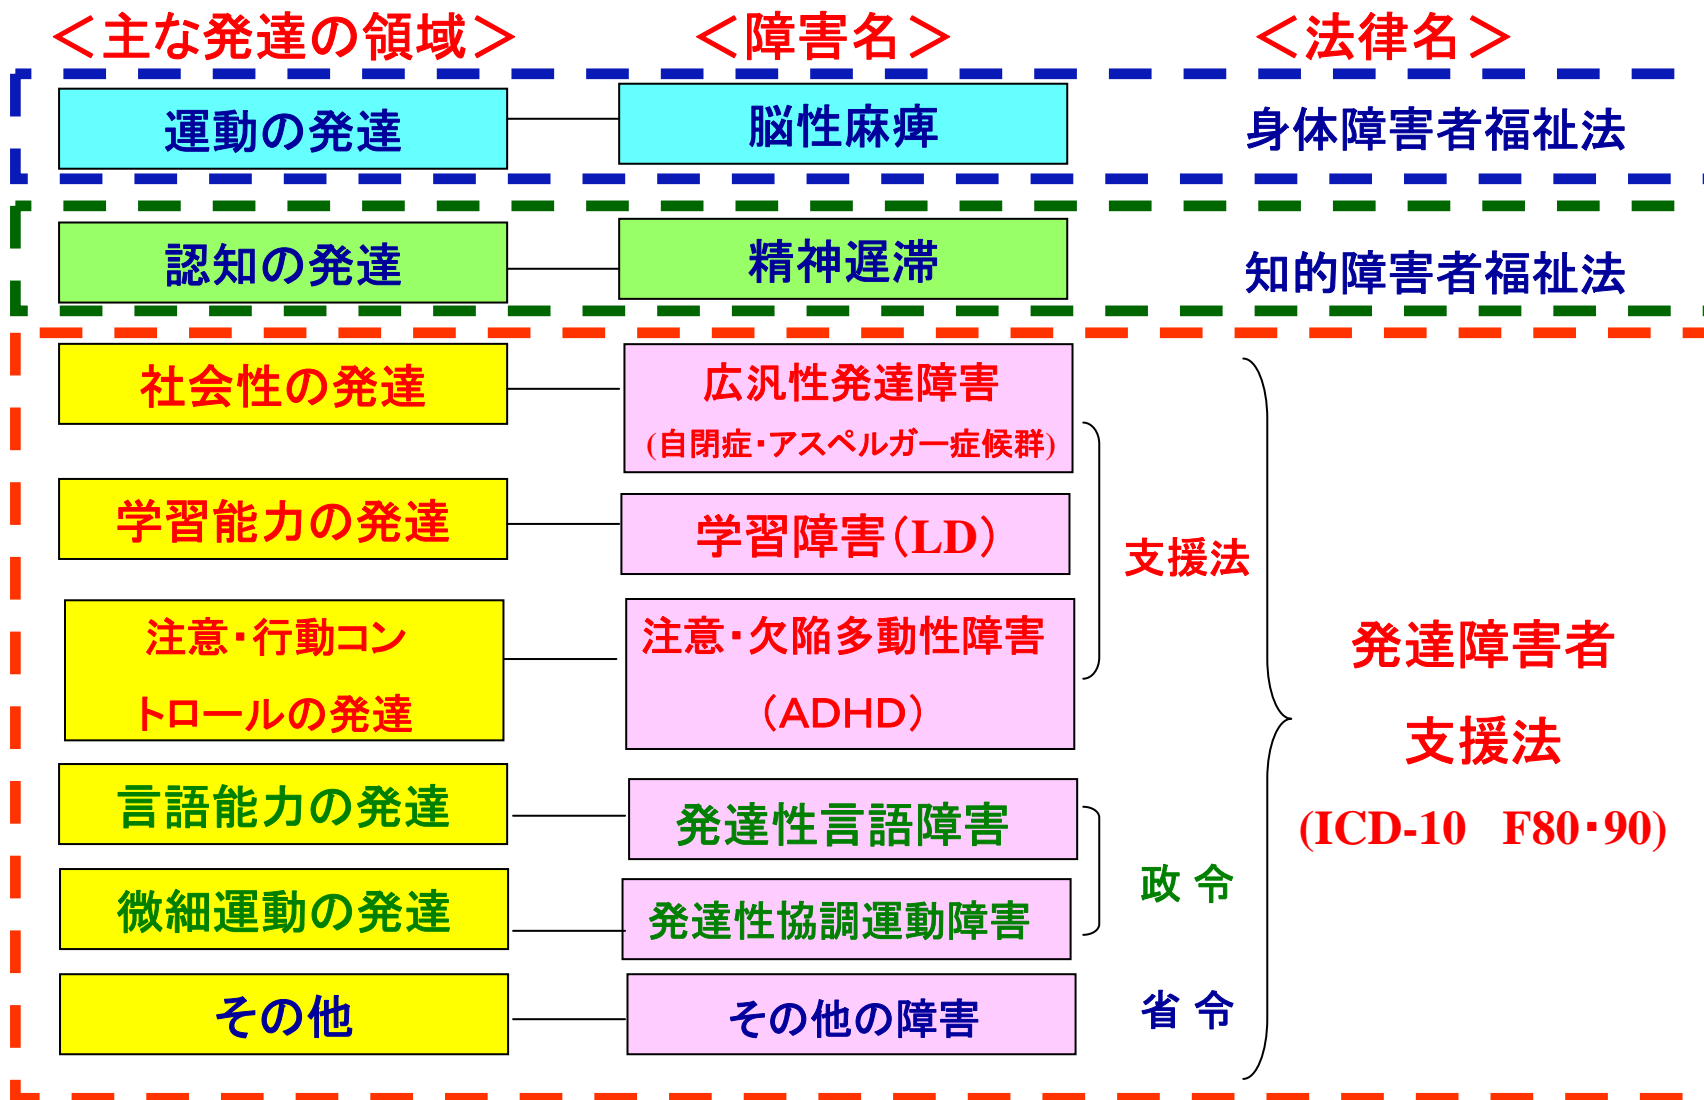 ＜主な発達の領域＞ ＜障害名＞ ＜法律名＞
運動の発達 脳性麻痺 身体障害者福祉法
認知の発達 精神遅滞 知的障害者福祉法
社会性の発達 広汎性発達障害
(自閉症･アスペルガー症候群)
学習能力の発達 学習障害（LD）
支援法
注意･行動コン
トロールの発達
注意･欠陥多動性障害
（ADHD）
発達障害者
支援法
(ICD-10 F80･90)
言語能力の発達 発達性言語障害
政 令
微細運動の発達 発達性協調運動障害
その他 その他の障害 省 令